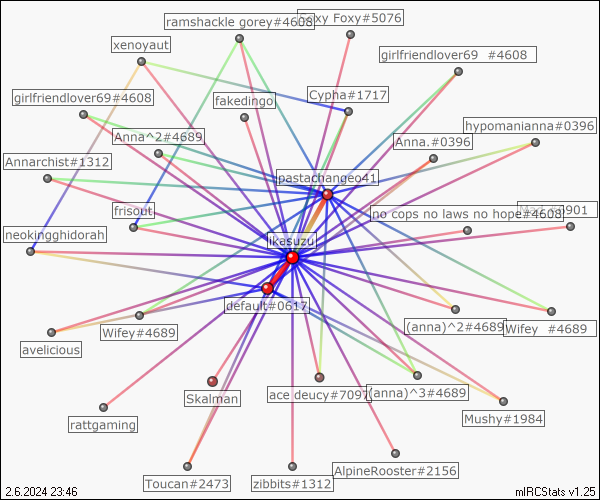 ramshackle gorey#4608
Foxy Foxy#5076
xenoyaut
girlfriendlover69 #4608
girlfriendlover69#4608
fakedingo
Cypha#1717
hypomanianna#0396
Anna^2#4689
Anna.#0396
Annarchist#1312
pastachangeo41
frisout
no cops no laws no hope#4608
901
neokingghidorah
ikasuzu
default#0617
Wifey#4689
(anna)^2#4689
Wifey #4689
avelicious
Skalman
ace deucy#7097
(anna)^3#4689
rattgaming
Mushy#1984
Toucan#2473
zibbits#1312
AlpineRooster#2156
2.6.2024 23:46
mIRCStats v1.25